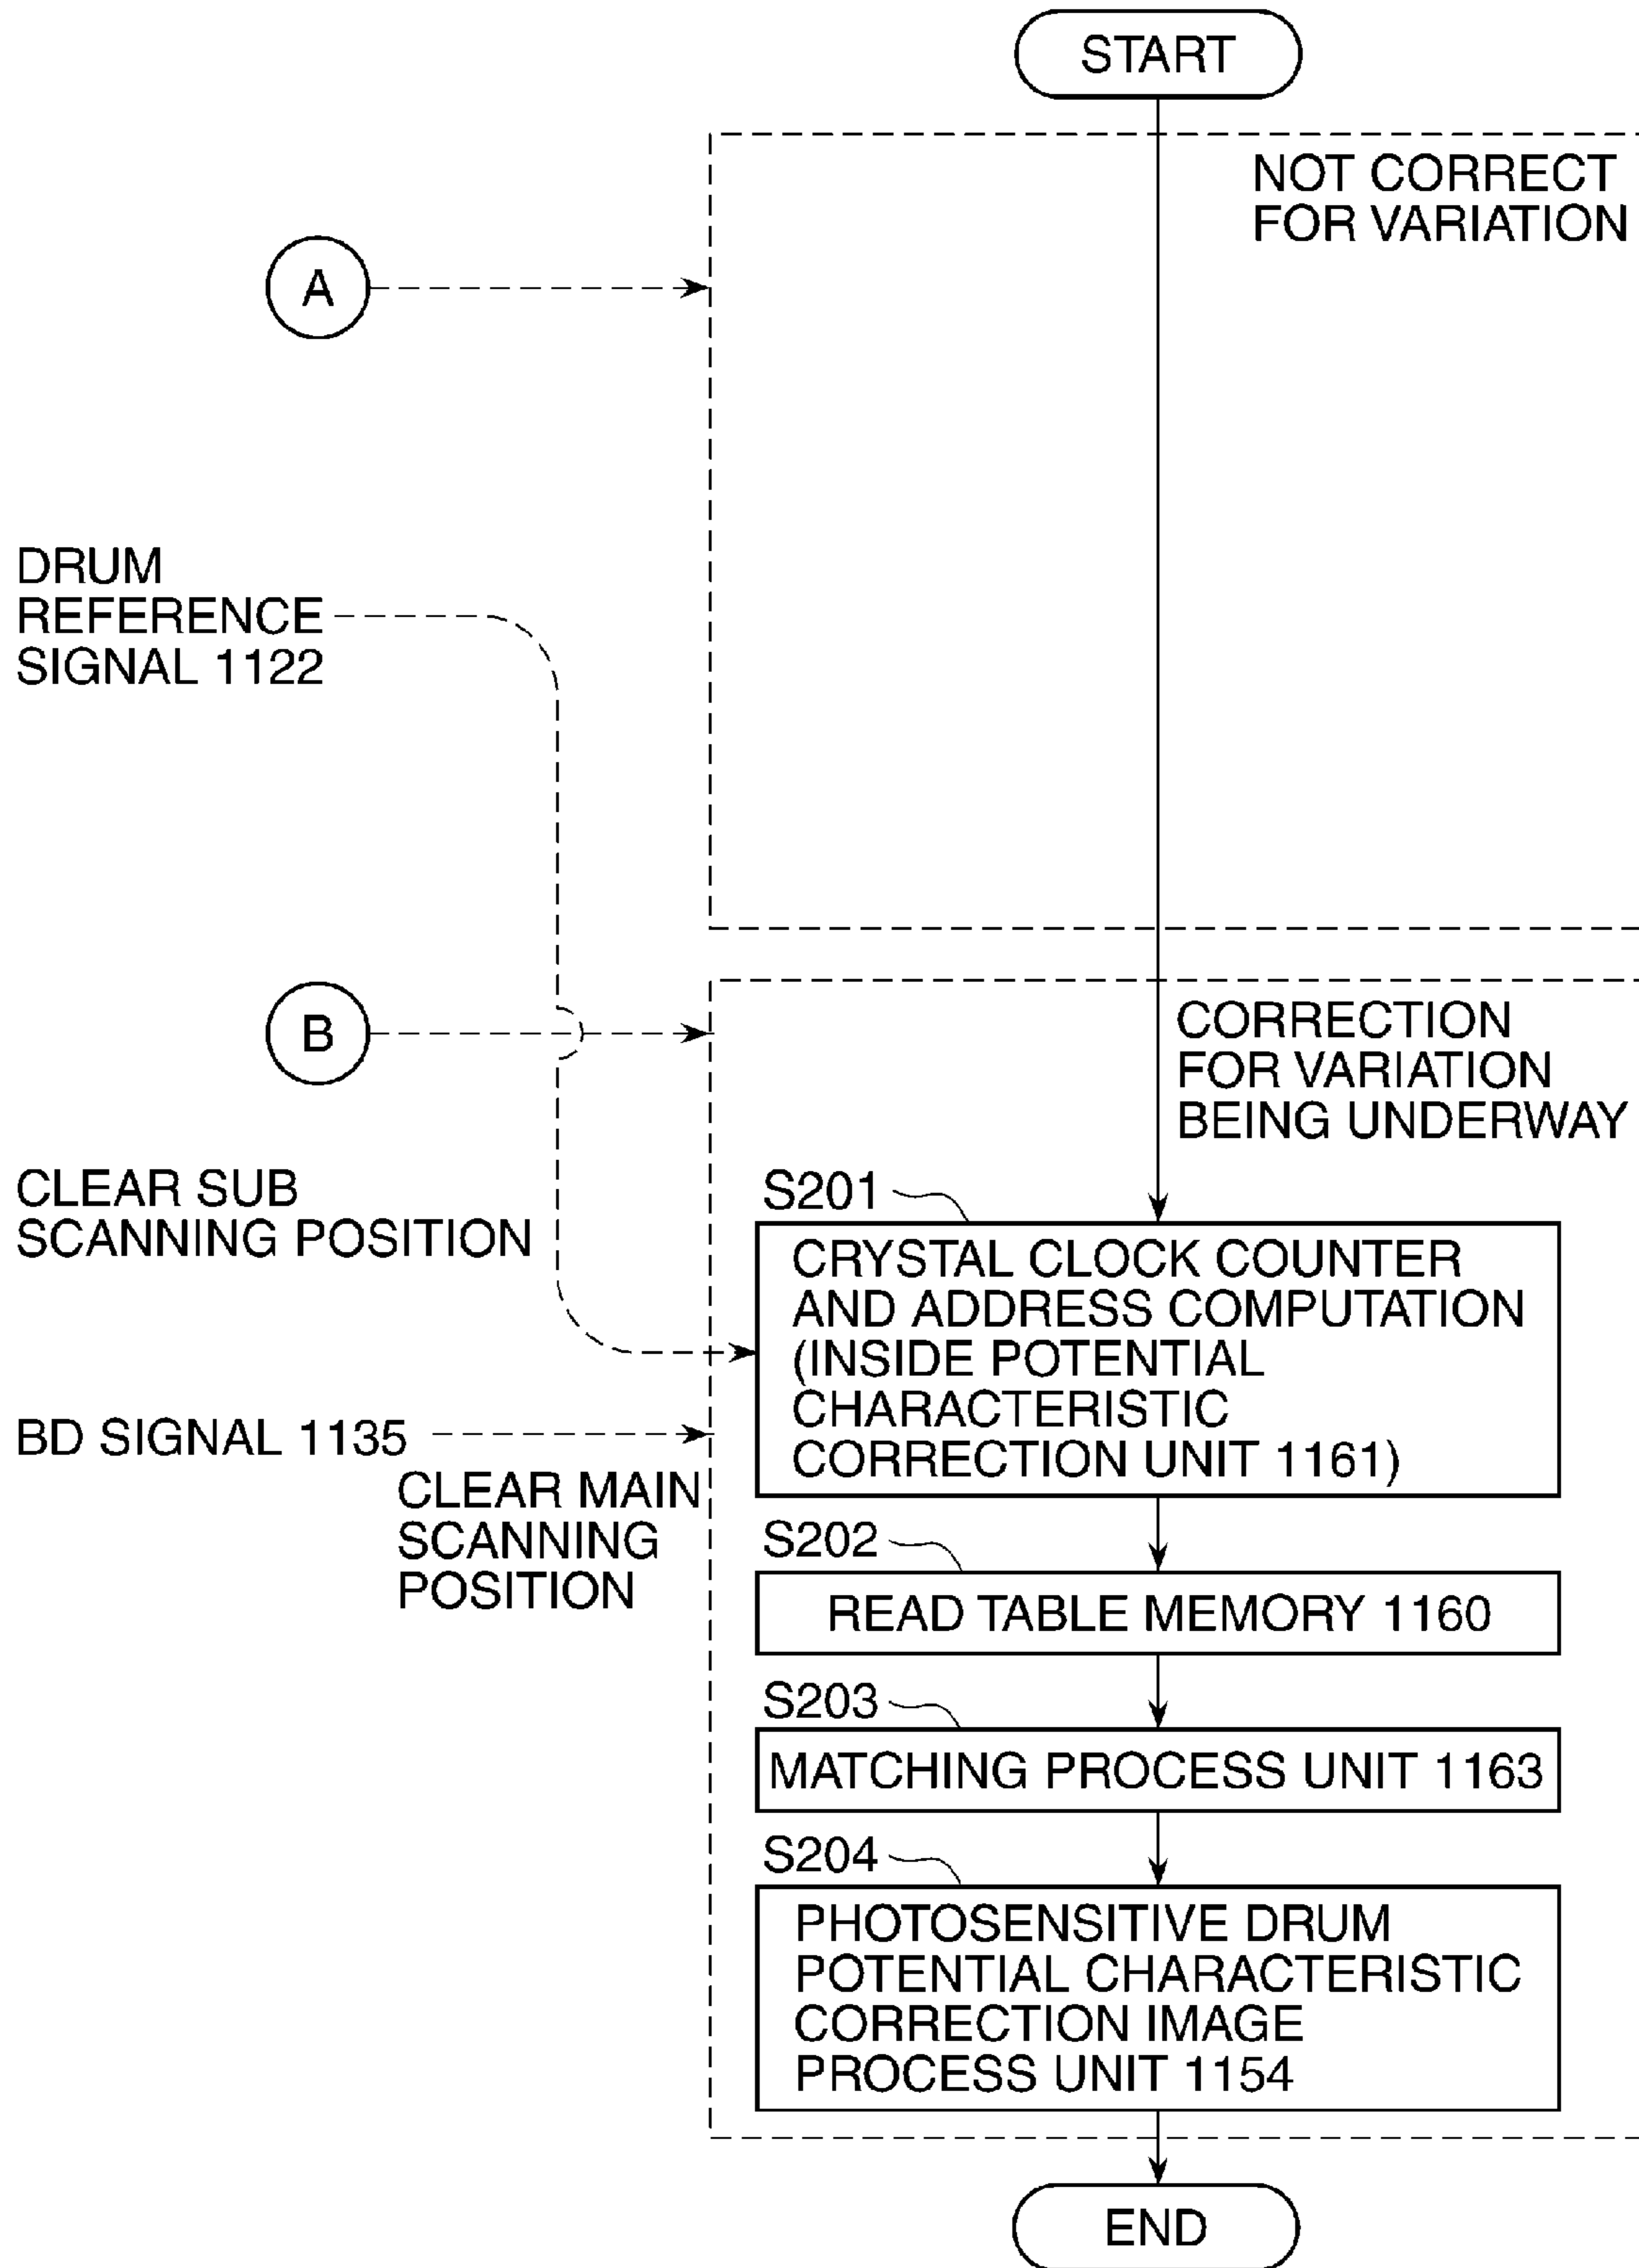 START
NOT CORRECT
FOR VARIATION
A
DRUM
REFERENCE
SIGNAL 1122
B
CORRECTION
FOR VARIATION
BEING UNDERWAY
CLEAR SUB
SCANNING POSITION
S201
CRYSTAL CLOCK COUNTER
AND ADDRESS COMPUTATION
(INSIDE POTENTIAL
CHARACTERISTIC
CORRECTION UNIT 1161)
BD SIGNAL 1135
CLEAR MAIN
SCANNING
POSITION
S202
READ TABLE MEMORY 1160
S203
MATCHING PROCESS UNIT 1163
S204
PHOTOSENSITIVE DRUM
POTENTIAL CHARACTERISTIC
CORRECTION IMAGE
PROCESS UNIT 1154
END